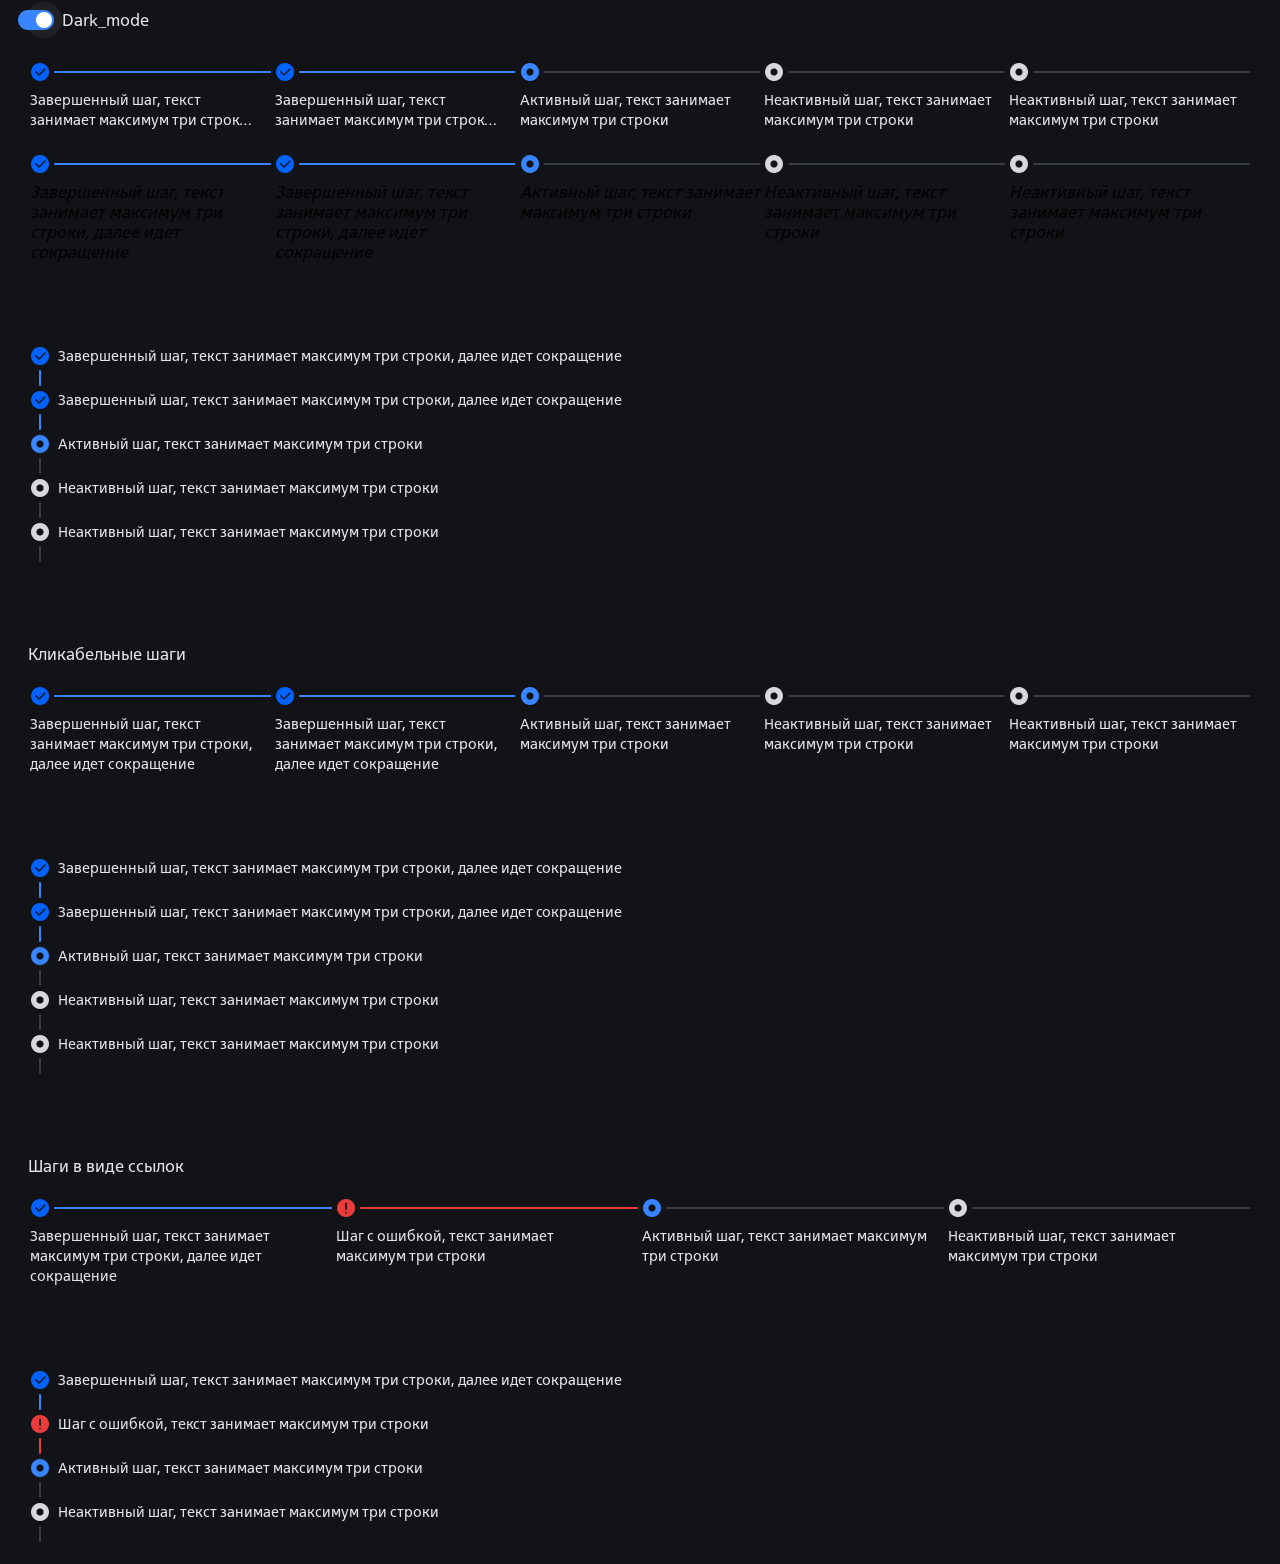 Dark_mode
Завершенный шаг, текст
занимает максимум три строк...
Завершенный шаг, текст
занимает максимум три строк...
Активный шаг, текст занимает
максимум три строки
Неактивный шаг, текст занимает
максимум три строки
Неактивный шаг, текст занимает
максимум три строки
Завершенный шаг, текст
занимает максимум три
строки, далее идет
сокращение
Завершенный шаг, текст
занимает максимум три
строки, далее идет
сокращение
Активный шаг, текст занимает
максимум три строки
Неактивный шаг, текст
занимает максимум три
строки
Неактивный шаг, текст
занимает максимум три
строки
Завершенный шаг, текст занимает максимум три строки, далее идет сокращение
Завершенный шаг, текст занимает максимум три строки, далее идет сокращение
Активный шаг, текст занимает максимум три строки
Неактивный шаг, текст занимает максимум три строки
Неактивный шаг, текст занимает максимум три строки
Кликабельные шаги
Завершенный шаг, текст
занимает максимум три строки,
далее идет сокращение
Завершенный шаг, текст
занимает максимум три строки,
далее идет сокращение
Активный шаг, текст занимает
максимум три строки
Неактивный шаг, текст занимает
максимум три строки
Неактивный шаг, текст занимает
максимум три строки
Завершенный шаг, текст занимает максимум три строки, далее идет сокращение
Завершенный шаг, текст занимает максимум три строки, далее идет сокращение
Активный шаг, текст занимает максимум три строки
Неактивный шаг, текст занимает максимум три строки
Неактивный шаг, текст занимает максимум три строки
Шаги в виде ссылок
Завершенный шаг, текст занимает
максимум три строки, далее идет
сокращение
Шаг с ошибкой, текст занимает
максимум три строки
Активный шаг, текст занимает максимум
три строки
Неактивный шаг, текст занимает
максимум три строки
Завершенный шаг, текст занимает максимум три строки, далее идет сокращение
Шаг с ошибкой, текст занимает максимум три строки
Активный шаг, текст занимает максимум три строки
Неактивный шаг, текст занимает максимум три строки